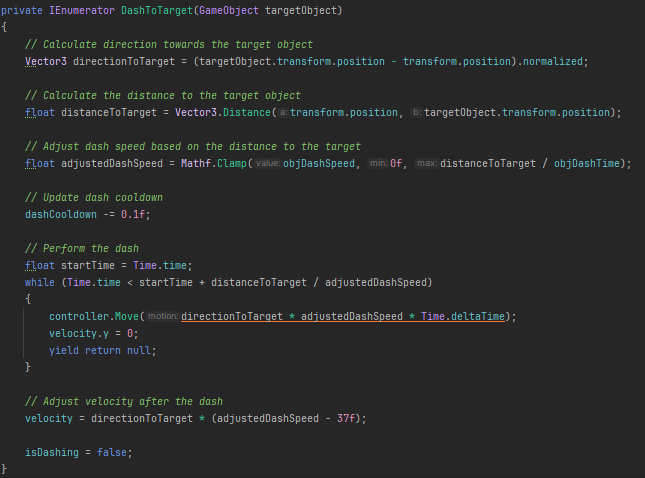 private IEnumerator DashToTarget(GameObject targetObject)
{
// Calculate direction towards the target object
Vector3 directionToTarget = (targetObject.transform.position - transform.position).normalized;
// Calculate the distance to the target object
float distanceToTarget = Vector3.Distance( a: transform.position, b: targetObject.transform.position);
// Adjust dash speed based on the distance to the target
float adjustedDashSpeed = Mathf.Clamp( value: objDashSpeed, min: 0f, max: distanceToTarget / objDashTime);
// Update dash cooldown
dashCooldown -= 0.1f;
// Perform the dash
float startTime = Time.time;
while (Time.time < startTime + distanceToTarget / adjustedDashSpeed)
{
controller.Move( motion: directionToTarget * adjustedDashSpeed * Time.deltaTime);
velocity.y = 0;
yield return null;
}
// Adjust velocity after the dash
velocity = directionToTarget * (adjustedDashSpeed - 37f);
isDashing = false;
}